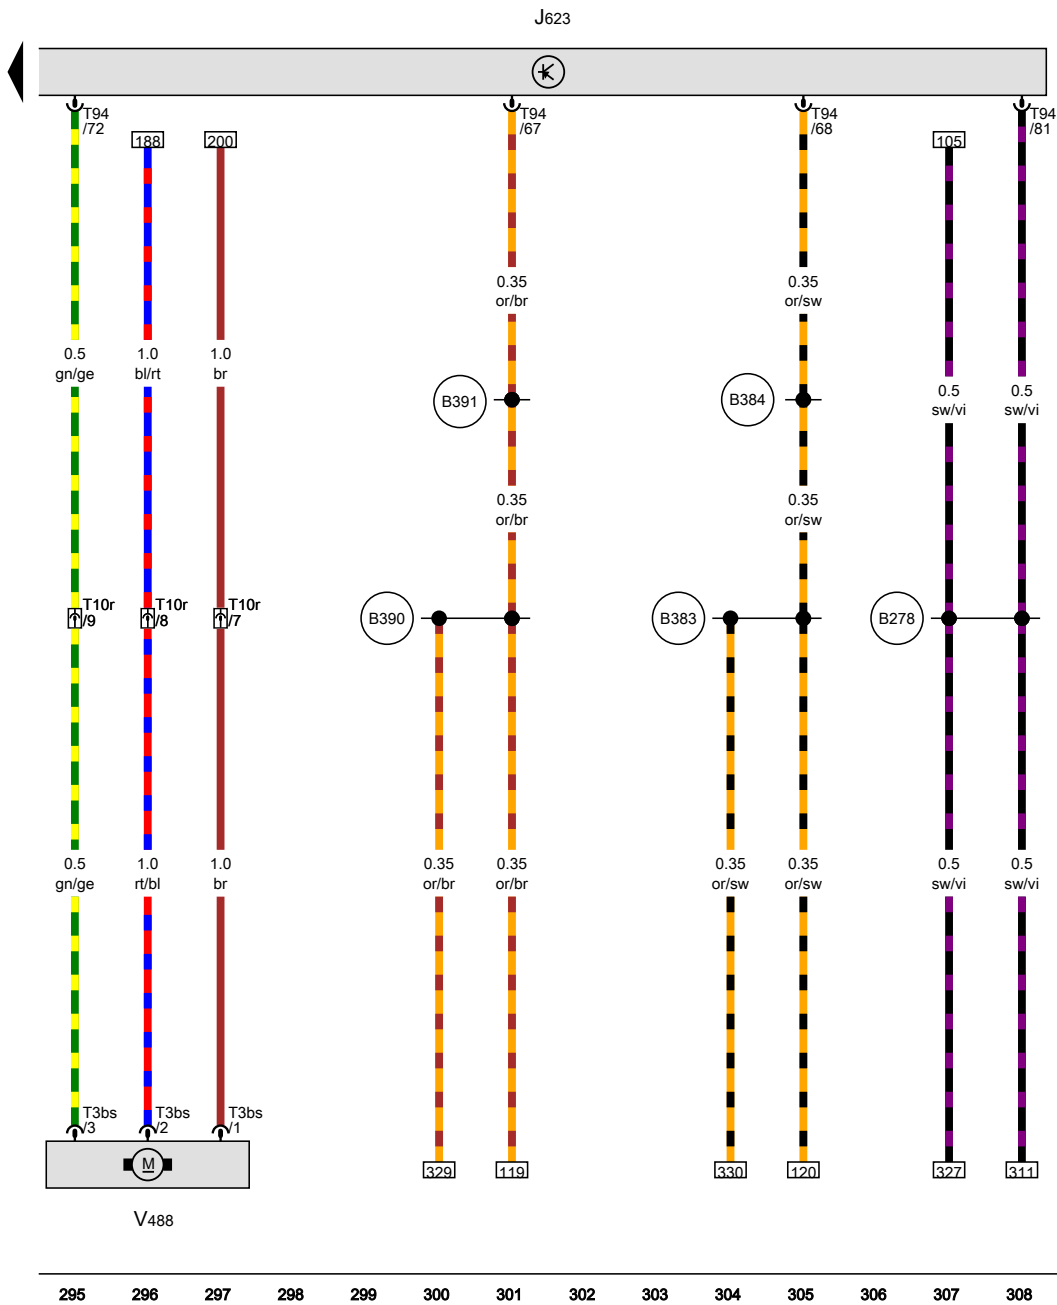 J623
T94
/72
T94
/67
T94
/68
T94
/81
188
200
105
0.35
or/br
0.35
or/sw
0.5
gn/ge
1.0
bl/rt
1.0
br
0.5
sw/vi
0.5
sw/vi
B391
B384
0.35
or/br
0.35
or/sw
T10r
/9
T10r
/8
T10r
/7
B390
B383
B278
0.5
gn/ge
1.0
rt/bl
1.0
br
0.35
or/br
0.35
or/br
0.35
or/sw
0.35
or/sw
0.5
sw/vi
0.5
sw/vi
T3bs
/3
T3bs
/2
T3bs
/1
M
329
119
330
120
327
311
V488
295 296 297 298 299 300 301 302 303 304 305 306 307 308